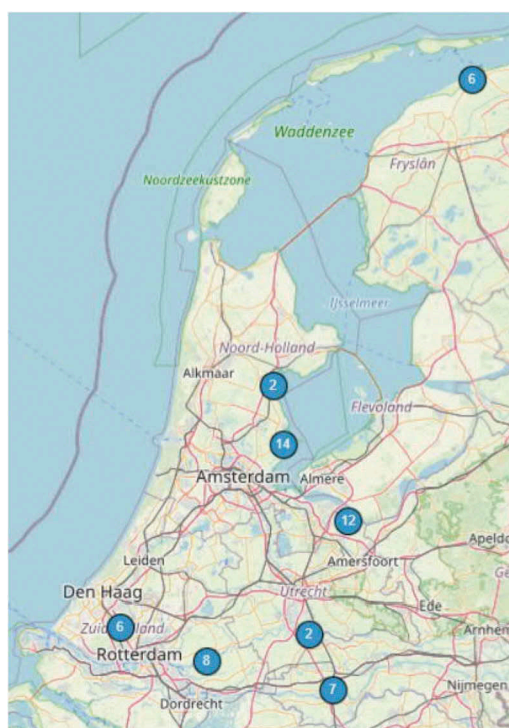 6
Waddenzee
Fryslân
Noordzeekustzone
IJsselmeer
Noord-Holland
Alkmaar
2
Flevoland
14
Amsterdam
Almere
12
Apeldo
Leiden
Amersfoort
Utrecht
Den Haag
Ede
6
Zuid-Holland
2
Arnhem
Rotterdam
8
7
Nijmegen
Dordrecht